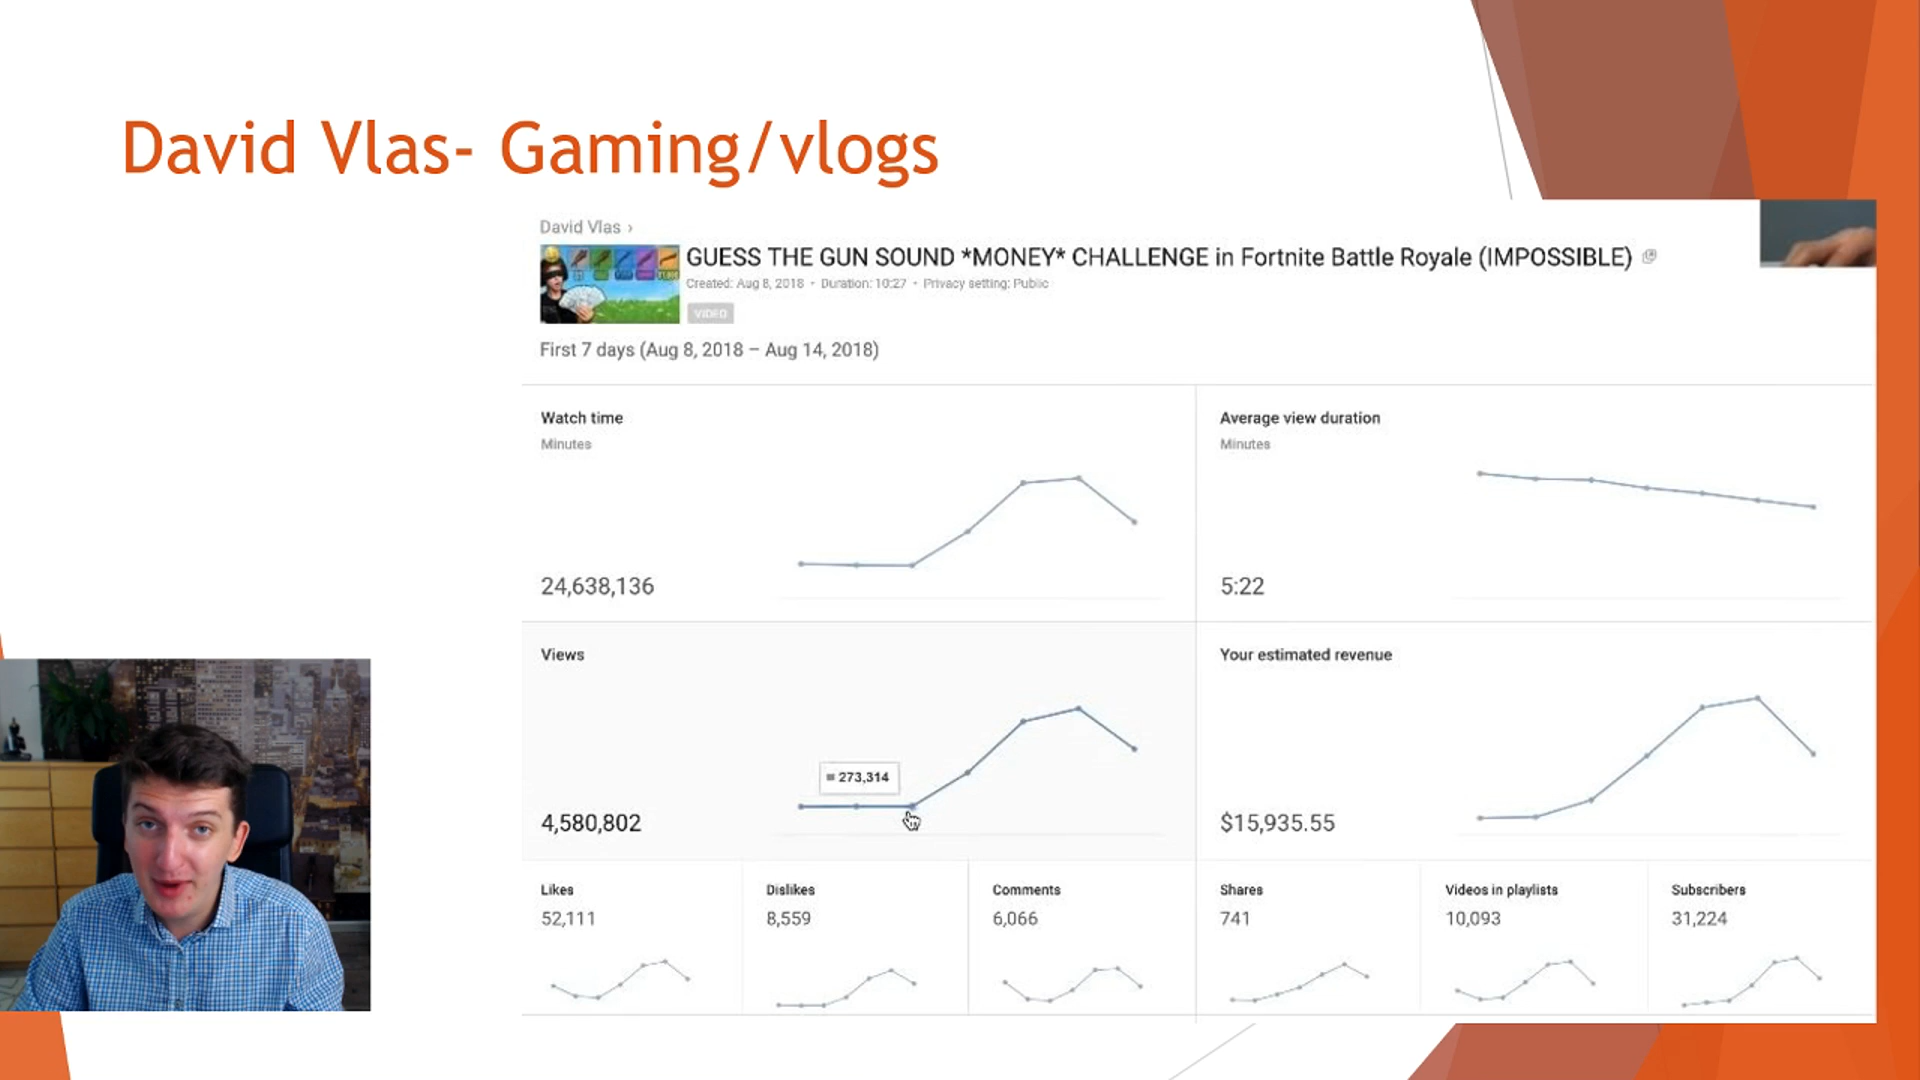 David Vlas- Gaming/vlogs
David Vlas ›
GUESS THE GUN SOUND *MONEY* CHALLENGE in Fortnite Battle Royale (IMPOSSIBLE)
Created: Aug 8, 2018 • Duration: 10:27 • Privacy setting: Public
VIDEO
First 7 days (Aug 8, 2018 – Aug 14, 2018)
Watch time
Minutes
24,638,136
Average view duration
Minutes
5:22
Views
273,314
4,580,802
Your estimated revenue
$15,935.55
Likes
52,111
Dislikes
8,559
Comments
6,066
Shares
741
Videos in playlists
10,093
Subscribers
31,224